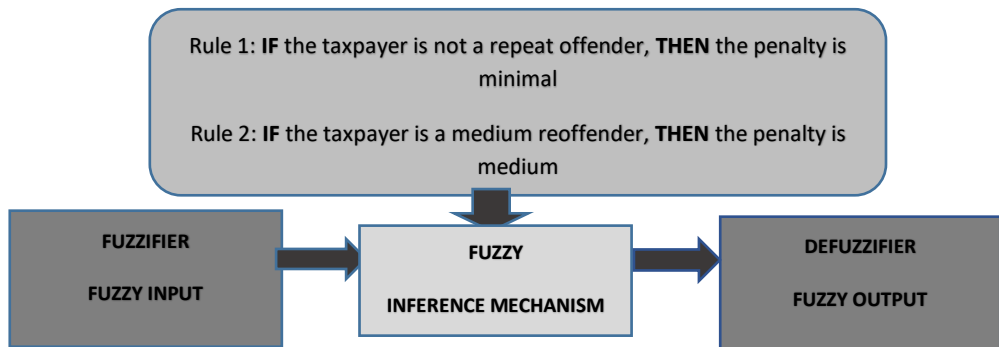 Rule 1: IF the taxpayer is not a repeat offender, THEN the penalty is
minimal
Rule 2: IF the taxpayer is a medium reoffender, THEN the penalty is
medium
FUZZIFIER
FUZZY INPUT
FUZZY
INFERENCE MECHANISM
DEFUZZIFIER
FUZZY OUTPUT